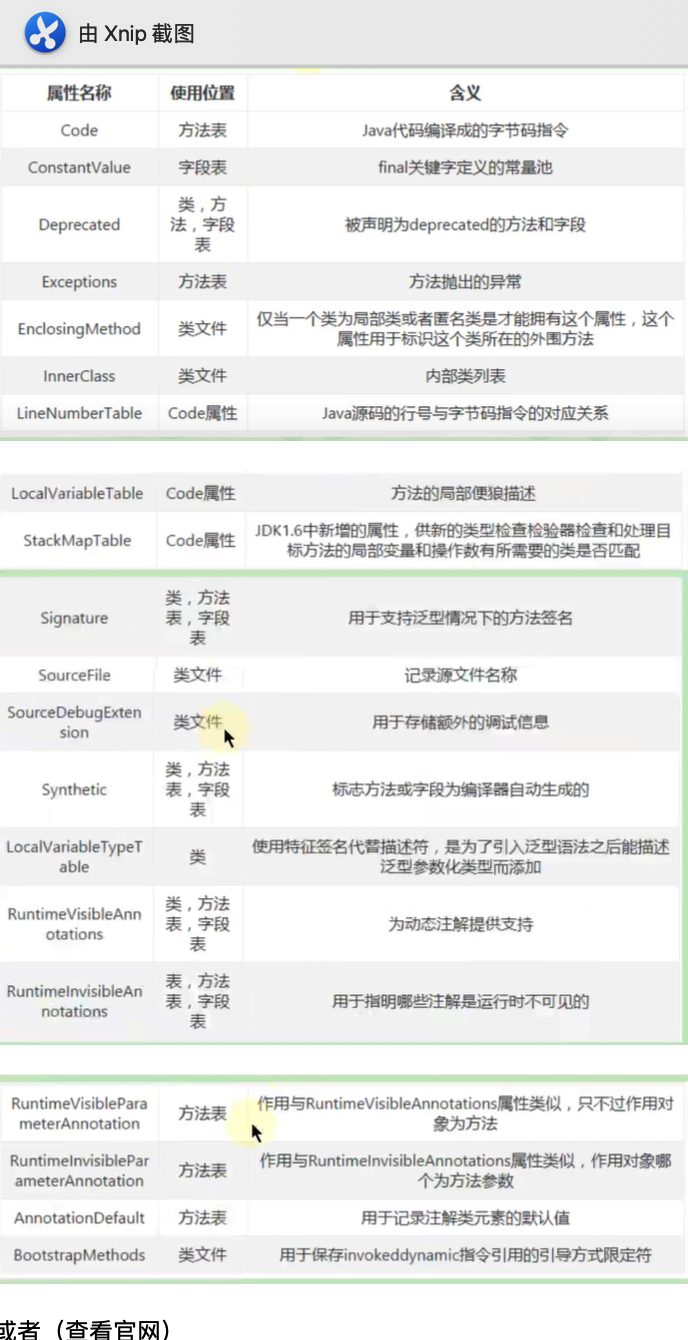 由 Xnip 截图
属性名称 使用位置 含义
Code 方法表 Java代码编译成的字节码指令
ConstantValue 字段表 final关键字定义的常量池
Deprecated 类，方法，字段表 被声明为deprecated的方法和字段
Exceptions 方法表 方法抛出的异常
EnclosingMethod 类文件 仅当一个类为局部类或者匿名类是才能拥有这个属性，这个属性用于标识这个类所在的外围方法
InnerClass 类文件 内部类列表
LineNumberTable Code属性 Java源码的行号与字节码指令的对应关系
LocalVariableTable Code属性 方法的局部便狼描述
StackMapTable Code属性 JDK1.6中新增的属性，供新的类型检查检验器检查和处理目标方法的局部变量和操作数有所需要的类是否匹配
Signature 类，方法表，字段表 用于支持泛型情况下的方法签名
SourceFile 类文件 记录源文件名称
SourceDebugExtension 类文件 用于存储额外的调试信息
Synthetic 类，方法表，字段表 标志方法或字段为编译器自动生成的
LocalVariableTypeTable 类 使用特征签名代替描述符，是为了引入泛型语法之后能描述泛型参数化类型而添加
RuntimeVisibleAnnotations 类，方法表，字段表 为动态注解提供支持
RuntimeInvisibleAnnotations 表，方法表，字段表 用于指明哪些注解是运行时不可见的
RuntimeVisibleParameterAnnotation 方法表 作用与RuntimeVisibleAnnotations属性类似，只不过作用对象为方法
RuntimeInvisibleParameterAnnotation 方法表 作用与RuntimeInvisibleAnnotations属性类似，作用对象哪个为方法参数
AnnotationDefault 方法表 用于记录注解类元素的默认值
BootstrapMethods 类文件 用于保存invokeddynamic指令引用的引导方式限定符
或者（查看官网）